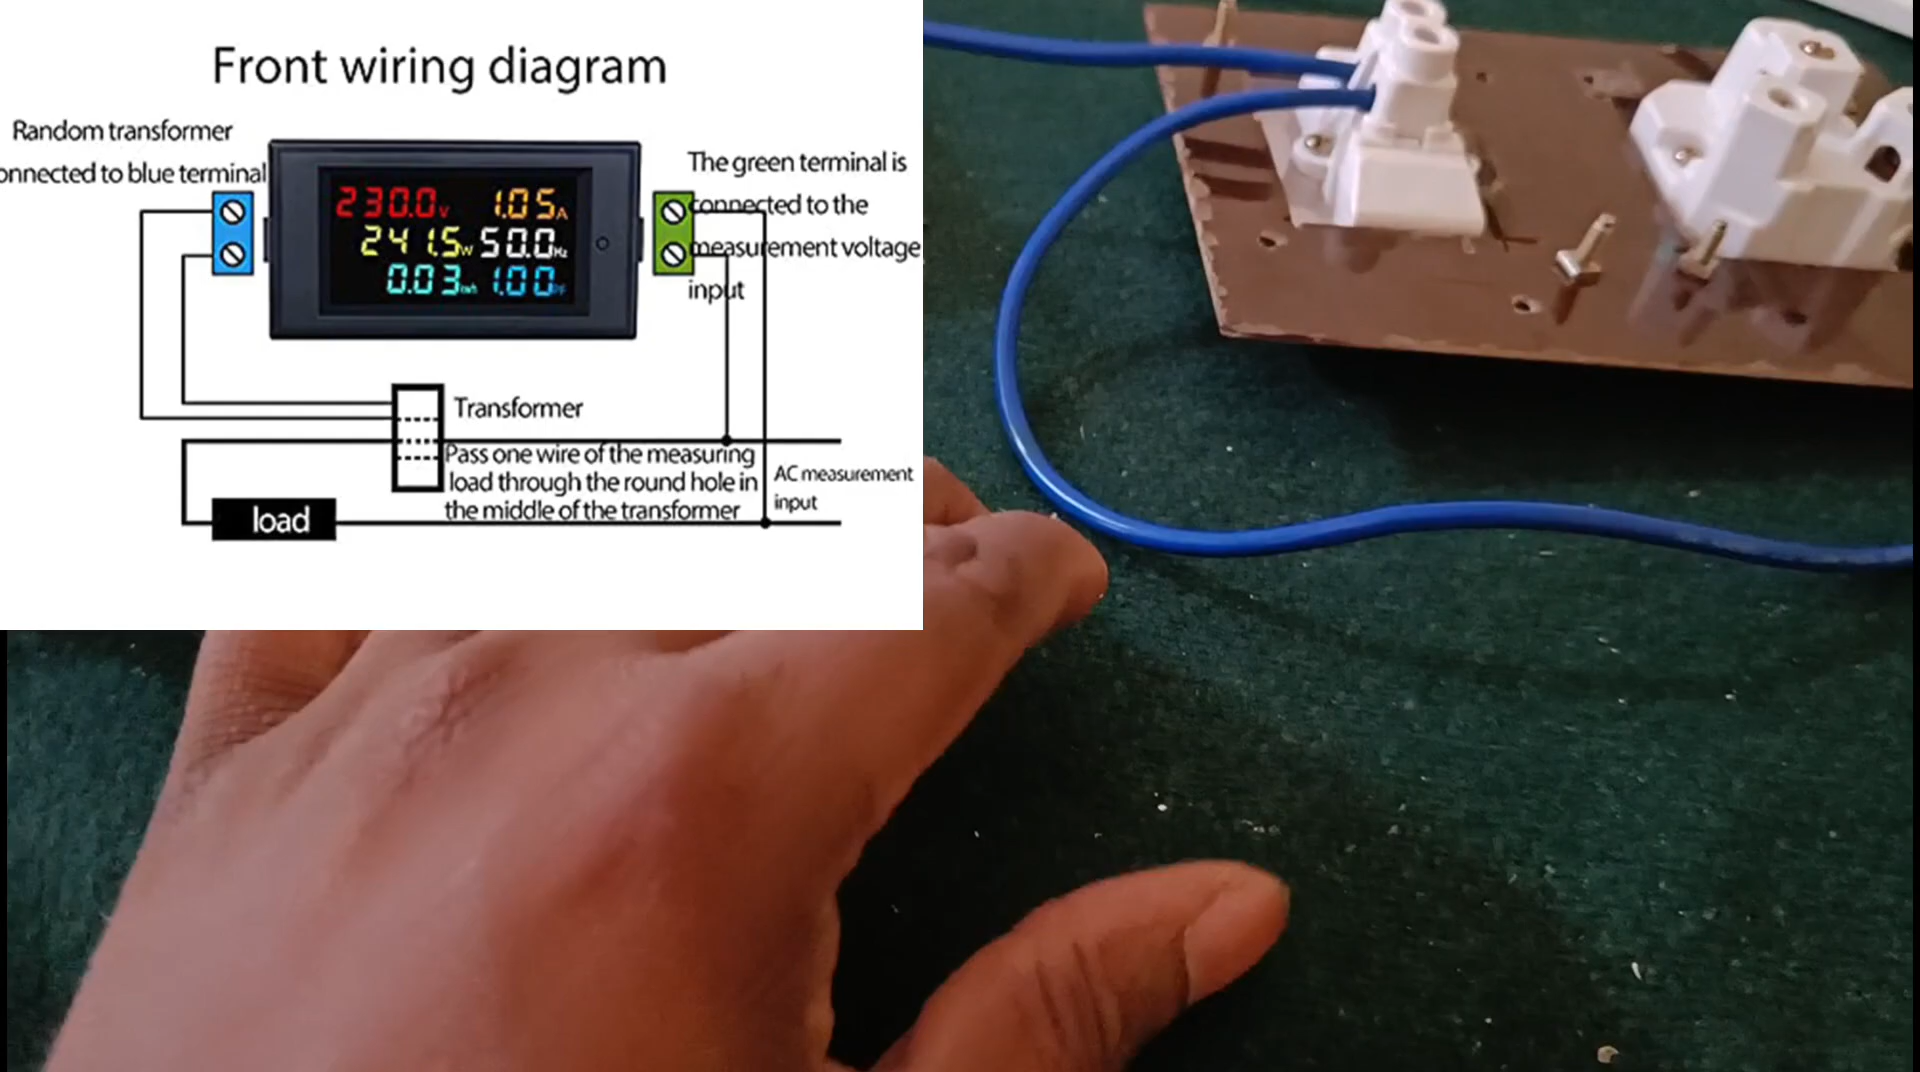 Front wiring diagram
Random transformer
onnected to blue terminal
230.0v 1.05A
241.5w 50.0Hz
0.03kwh 1.00PF
The green terminal is
connected to the
measurement voltage
input
Transformer
Pass one wire of the measuring
load through the round hole in
the middle of the transformer
AC measurement
input
load